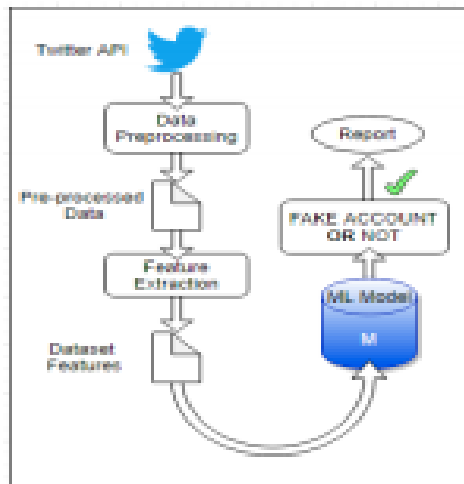 Twitter API
Data
Preprocessing
Pre-processed
Data
Feature
Extraction
Dataset
Features
Report
FAKE ACCOUNT
OR NOT
ML Model
M